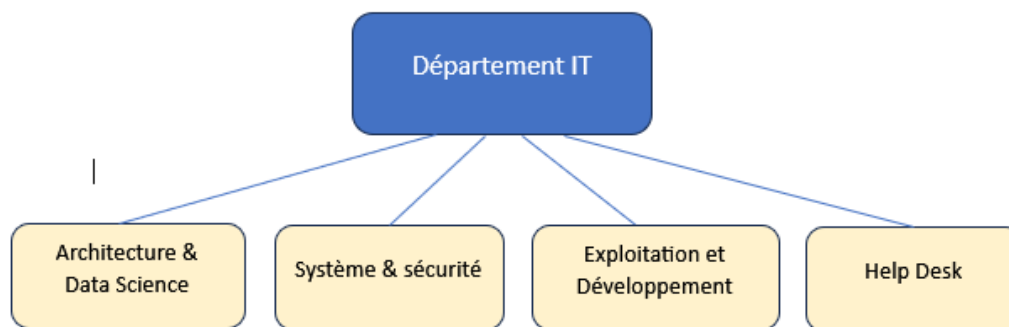 Département IT
Architecture &
Data Science
Système & sécurité
Exploitation et
Développement
Help Desk